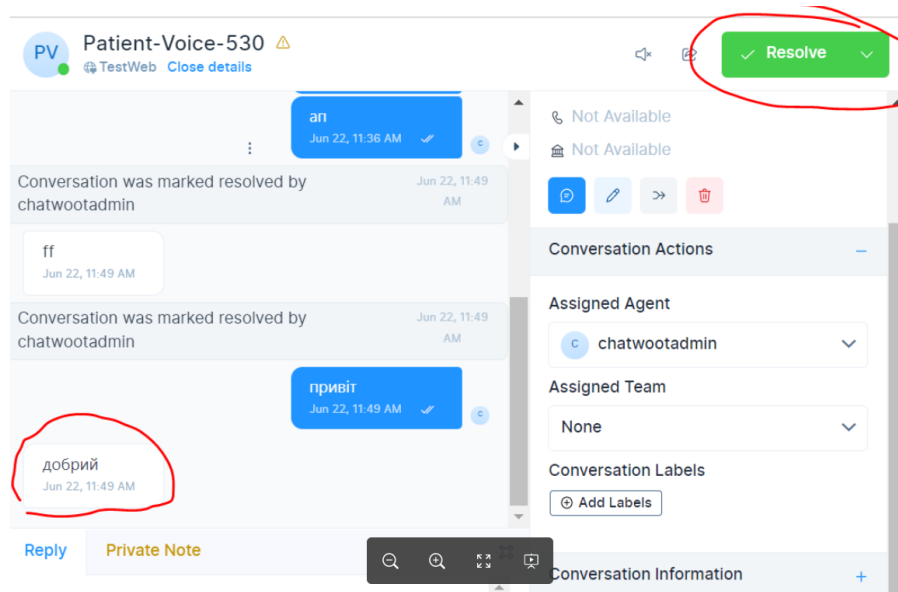 PV
Patient-Voice-530
TestWeb Close details
Resolve
ап
Jun 22, 11:36 AM
C
Conversation was marked resolved by
chatwootadmin
Jun 22, 11:49
AM
ff
Jun 22, 11:49 AM
Conversation was marked resolved by
chatwootadmin
Jun 22, 11:49
AM
привіт
Jun 22, 11:49 AM
C
добрий
Jun 22, 11:49 AM
Reply Private Note
Not Available
Not Available
Conversation Actions
Assigned Agent
C chatwootadmin
Assigned Team
None
Conversation Labels
Add Labels
Conversation Information